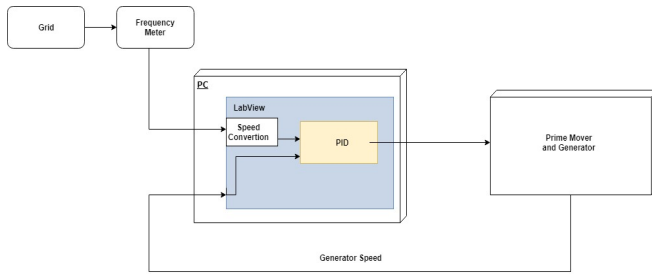 Grid
Frequency
Meter
PC
LabView
Speed
Convertion
PID
Prime Mover
and Generator
Generator Speed